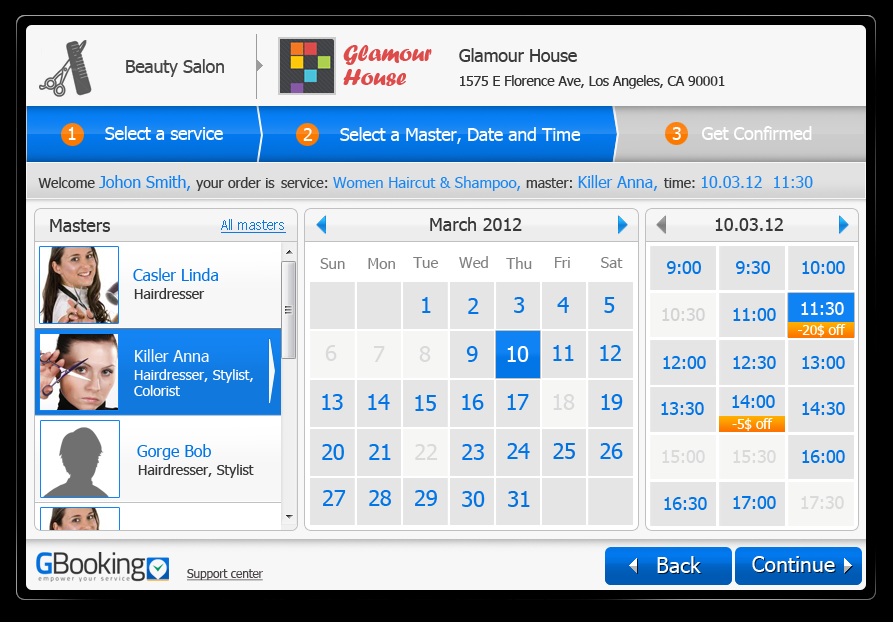 Beauty Salon
Glamour
House
Glamour House
1575 E Florence Ave, Los Angeles, CA 90001
1 Select a service
2 Select a Master, Date and Time
3 Get Confirmed
Welcome Johon Smith, your order is service: Women Haircut & Shampoo, master: Killer Anna, time: 10.03.12 11:30
Masters All masters
Casler Linda
Hairdresser
Killer Anna
Hairdresser, Stylist,
Colorist
Gorge Bob
Hairdresser, Stylist
March 2012
Sun Mon Tue Wed Thu Fri Sat
1 2 3 4 5
6 7 8 9 10 11 12
13 14 15 16 17 18 19
20 21 22 23 24 25 26
27 28 29 30 31
10.03.12
9:00 9:30 10:00
10:30 11:00 11:30
-20$ off
12:00 12:30 13:00
13:30 14:00 14:30
-5$ off
15:00 15:30 16:00
16:30 17:00 17:30
GBooking
empower your service
Support center
Back
Continue